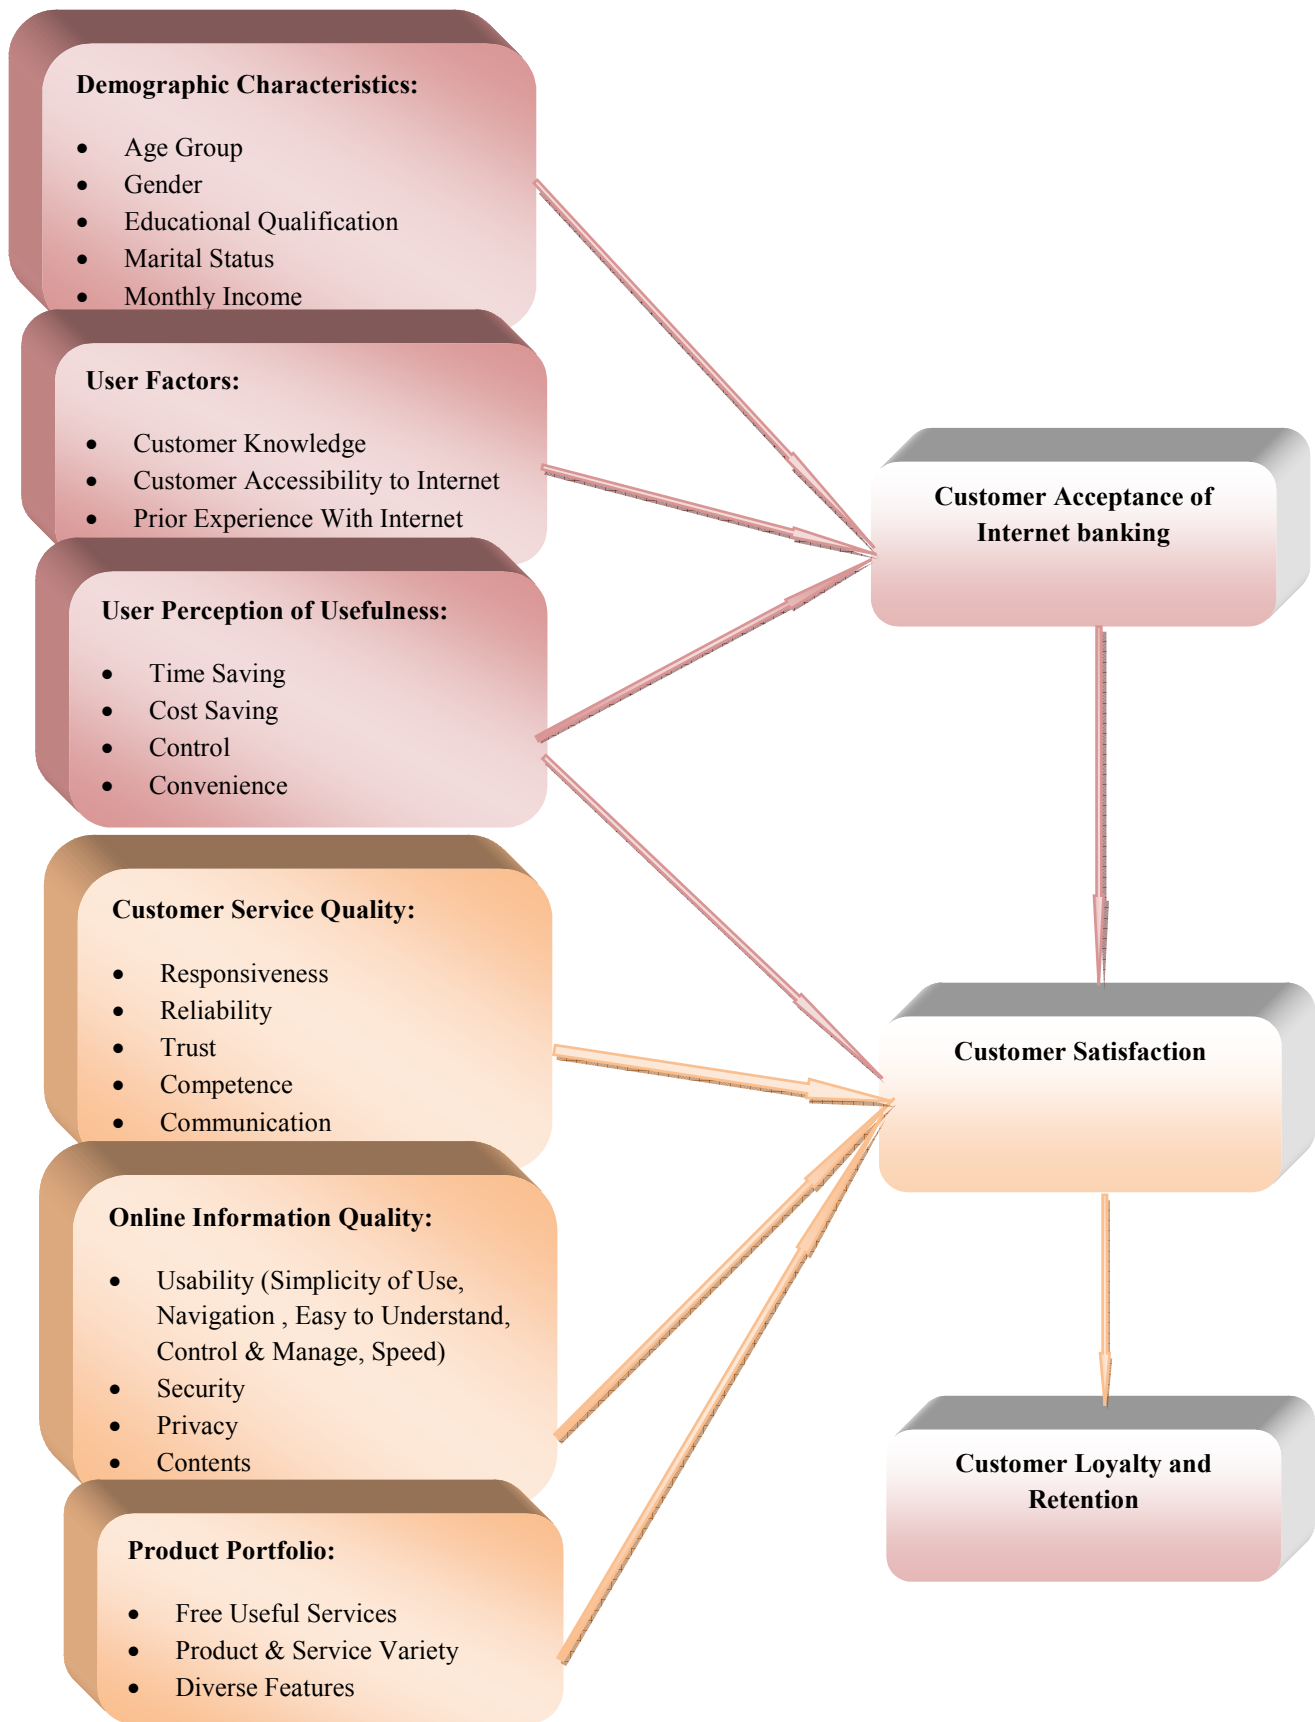 Demographic Characteristics:
• Age Group
• Gender
• Educational Qualification
• Marital Status
• Monthly Income
User Factors:
• Customer Knowledge
• Customer Accessibility to Internet
• Prior Experience With Internet
User Perception of Usefulness:
• Time Saving
• Cost Saving
• Control
• Convenience
Customer Service Quality:
• Responsiveness
• Reliability
• Trust
• Competence
• Communication
Online Information Quality:
• Usability (Simplicity of Use,
Navigation , Easy to Understand,
Control & Manage, Speed)
• Security
• Privacy
• Contents
Product Portfolio:
• Free Useful Services
• Product & Service Variety
• Diverse Features
Customer Acceptance of
Internet banking
Customer Satisfaction
Customer Loyalty and
Retention